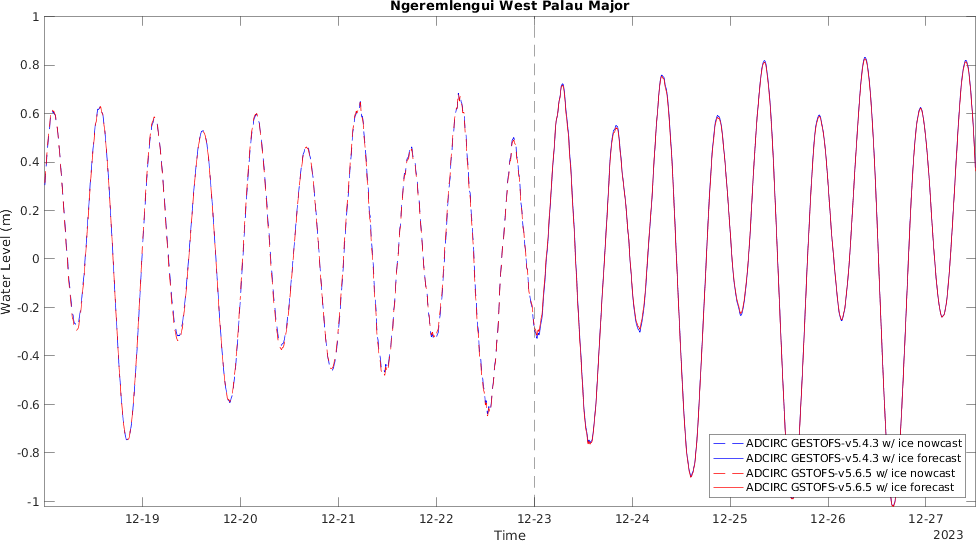 Ngeremlengui West Palau Major
1
0.8
0.6
0.4
0.2
0
-0.2
-0.4
-0.6
-0.8
-1
Water Level (m)
12-19 12-20 12-21 12-22 12-23 12-24 12-25 12-26 12-27
Time
2023
ADCIRC GESTOFS-v5.4.3 w/ ice nowcast
ADCIRC GESTOFS-v5.4.3 w/ ice forecast
ADCIRC GSTOFS-v5.6.5 w/ ice nowcast
ADCIRC GSTOFS-v5.6.5 w/ ice forecast